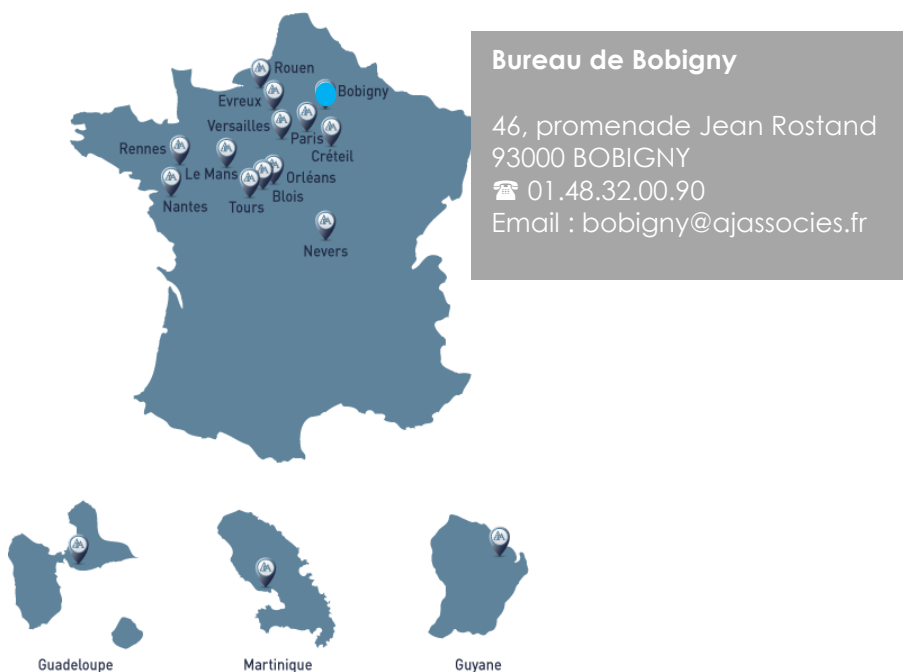 Rouen
Evreux
Bobigny
Versailles
Paris
Créteil
Rennes
Le Mans
Orléans
Blois
Nantes
Tours
Nevers
Bureau de Bobigny
46, promenade Jean Rostand
93000 BOBIGNY
☎ 01.48.32.00.90
Email : bobigny@ajassocies.fr
Guadeloupe
Martinique
Guyane